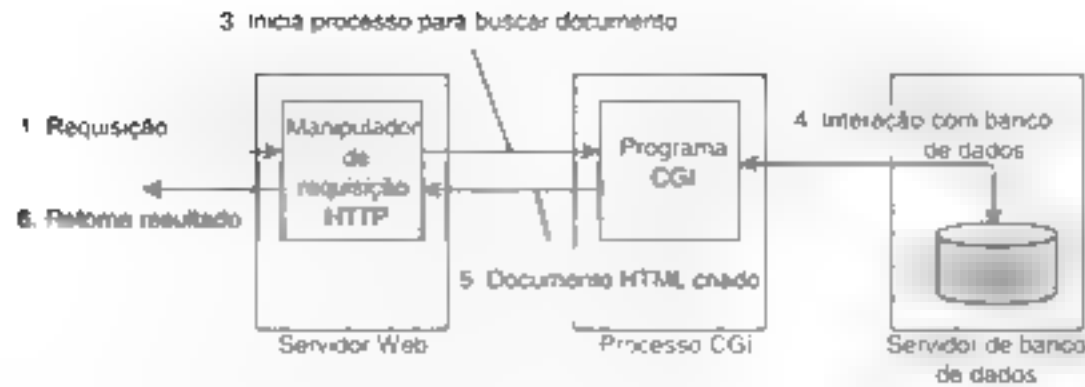 3 Inicia processo para buscar documento
1 Requisição
Manipulador
de
requisição
HTTP
6. Retorna resultado
Programa
CGI
4 Interação com banco
de dados
5 Documento HTML criado
Servidor Web
Processo CGI
Servidor de banco
de dados